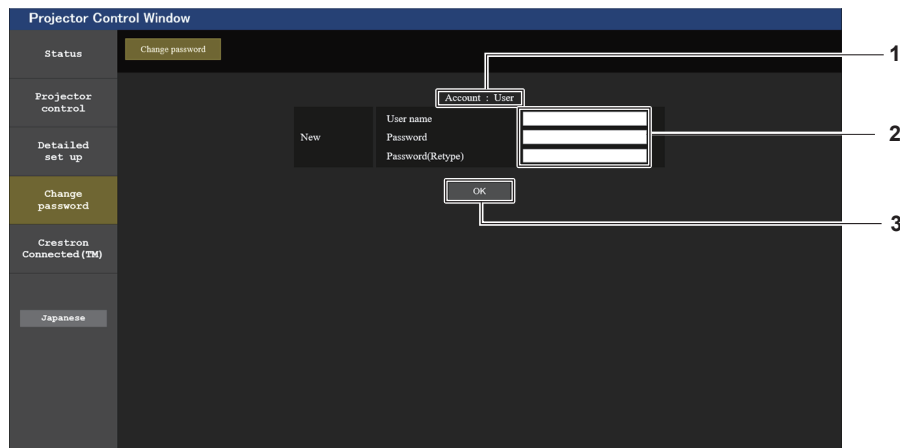 Projector Control Window
Status
Change password
1
Projector
control
Account : User
User name
2
New
Password
Detailed
set up
Password(Retype)
Change
password
OK
3
Crestron
Connected(TM)
Japanese